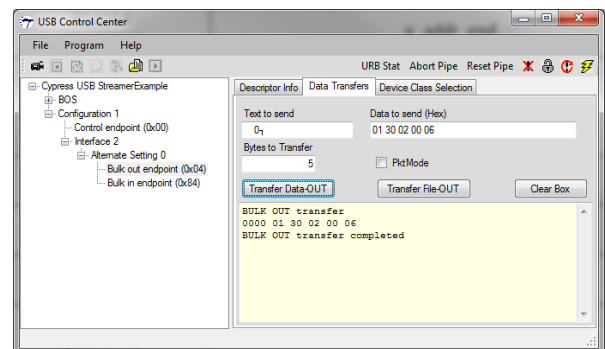 USB Control Center
File Program Help
URB Stat Abort Pipe Reset Pipe
Cypress USB StreamerExample
BOS
Configuration 1
Control endpoint (0x00)
Interface 2
Alternate Setting 0
Bulk out endpoint (0x04)
Bulk in endpoint (0x84)
Descriptor Info Data Transfers Device Class Selection
Text to send Data to send (Hex)
0┐ 01 30 02 00 06
Bytes to Transfer
5 PktMode
Transfer Data-OUT Transfer File-OUT Clear Box
BULK OUT transfer
0000 01 30 02 00 06
BULK OUT transfer completed